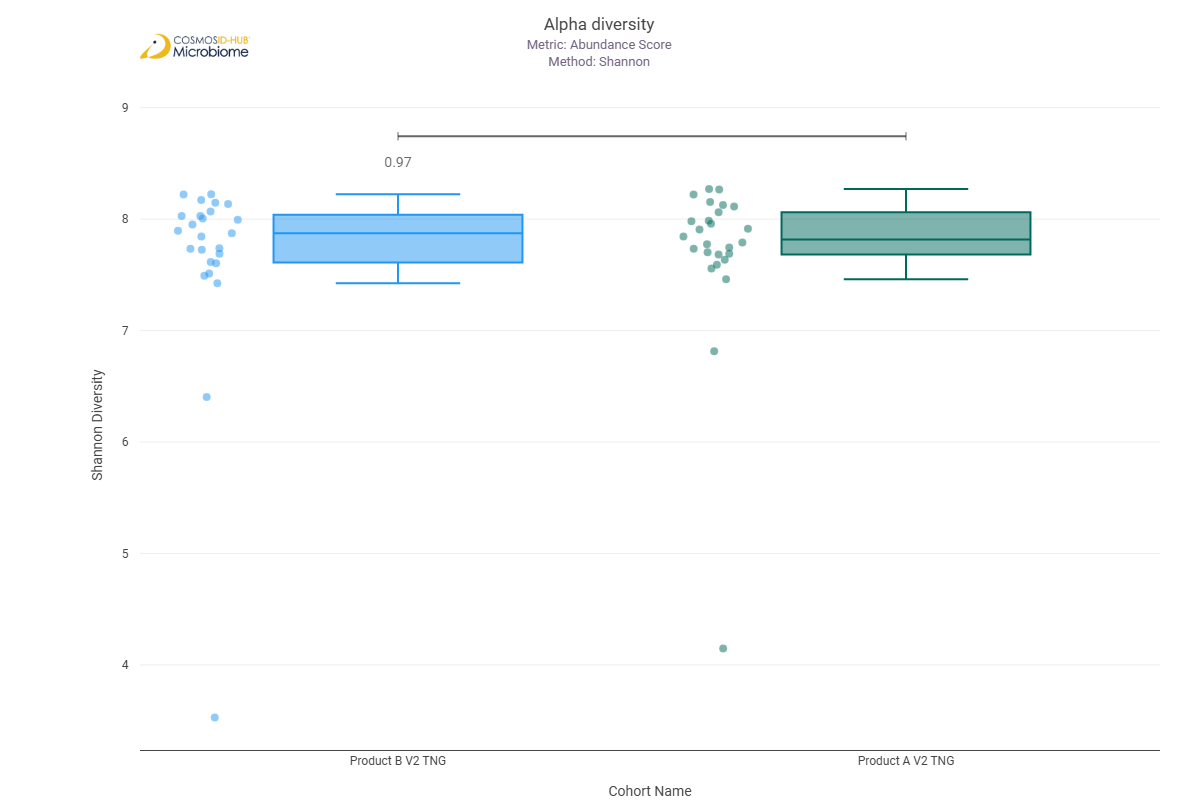 Alpha diversity
Metric: Abundance Score
Method: Shannon
COSMOSID-HUB
Microbiome
9
0.97
8
7
6
5
4
Shannon Diversity
Product B V2 TNG
Product A V2 TNG
Cohort Name